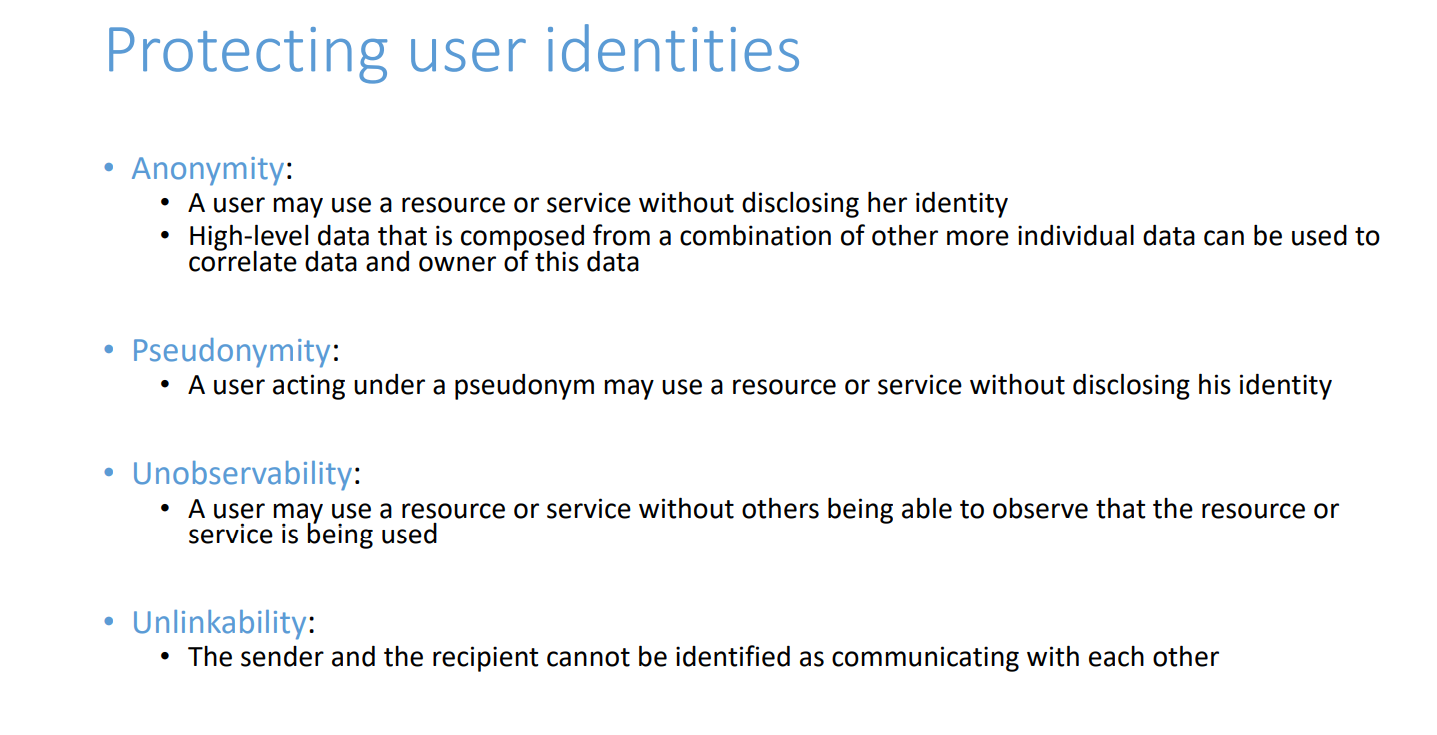 Protecting user identities
• Anonymity:
• A user may use a resource or service without disclosing her identity
• High-level data that is composed from a combination of other more individual data can be used to
correlate data and owner of this data
• Pseudonymity:
• A user acting under a pseudonym may use a resource or service without disclosing his identity
• Unobservability:
• A user may use a resource or service without others being able to observe that the resource or
service is being used
• Unlinkability:
• The sender and the recipient cannot be identified as communicating with each other